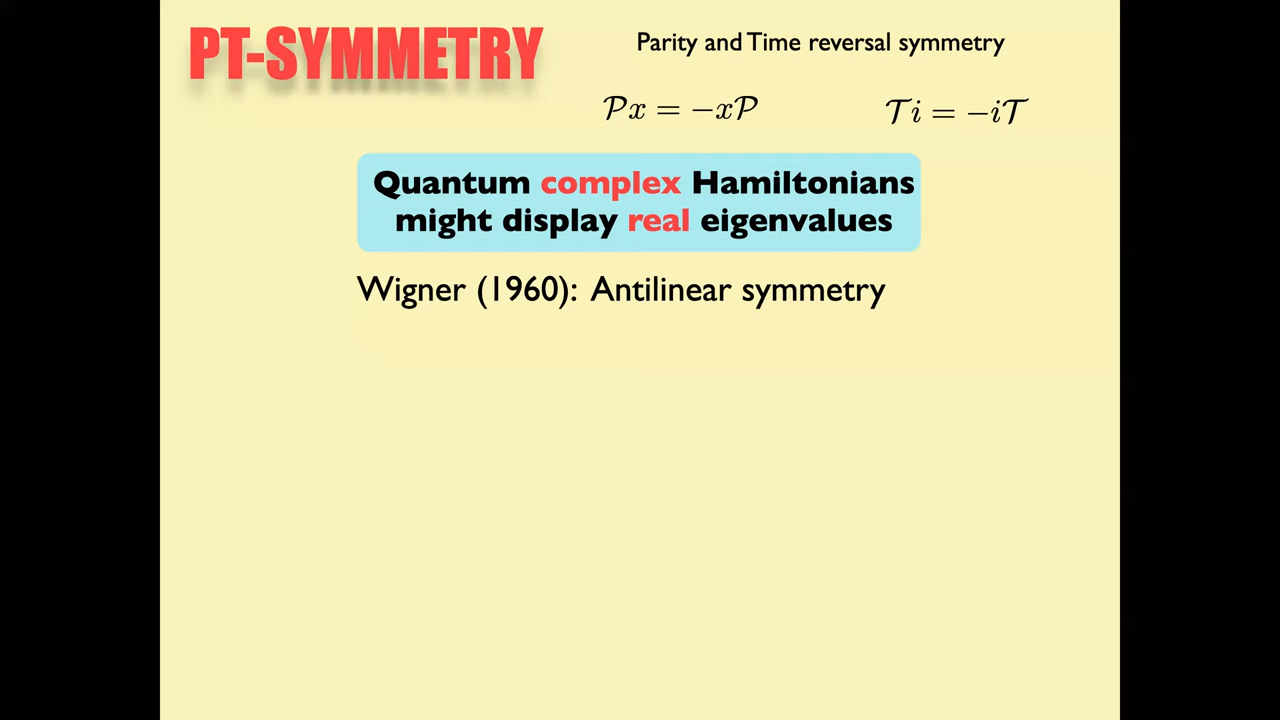 PT-SYMMETRY
Parity and Time reversal symmetry
𝒫x = −x𝒫
𝒯i = −i𝒯
Quantum complex Hamiltonians
might display real eigenvalues
Wigner (1960): Antilinear symmetry